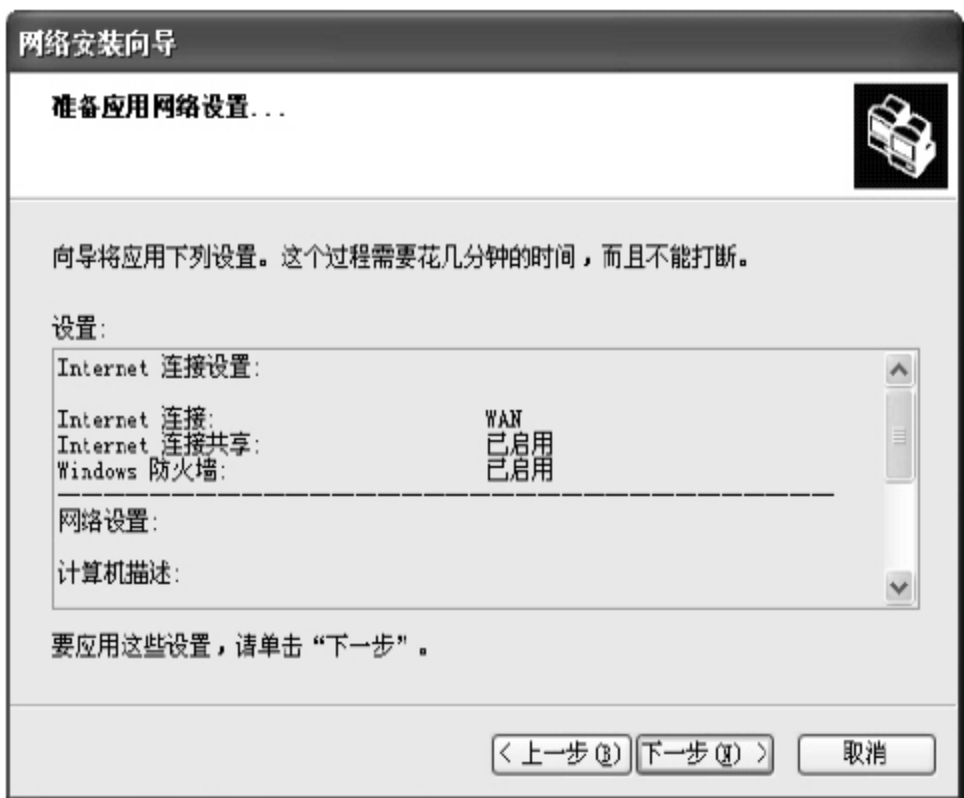 网络安装向导
准备应用网络设置...
向导将应用下列设置。这个过程需要花几分钟的时间，而且不能打断。
设置:
Internet 连接设置:
Internet 连接: WAN
Internet 连接共享: 已启用
Windows 防火墙: 已启用
网络设置:
计算机描述:
要应用这些设置，请单击“下一步”。
< 上一步(B) 下一步(N) > 取消